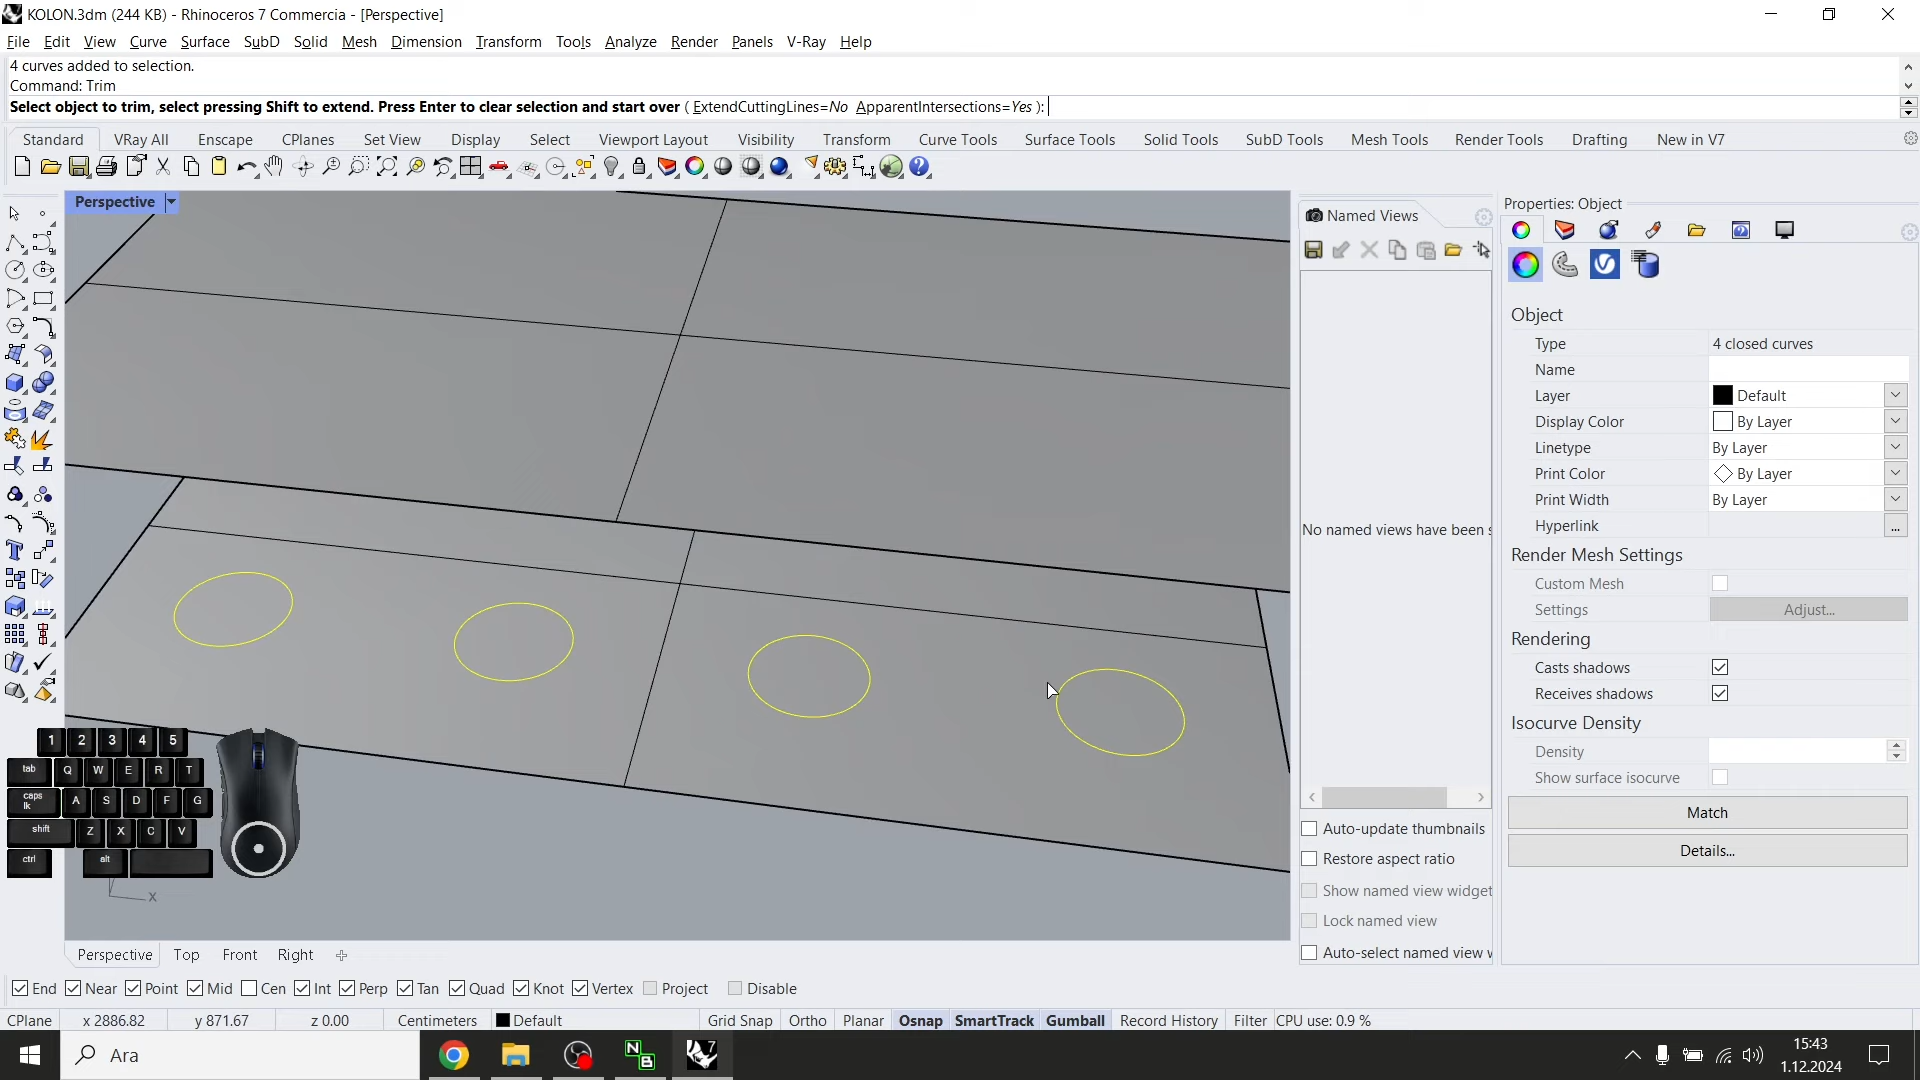 KOLON.3dm (244 KB) - Rhinoceros 7 Commercia - [Perspective]
File Edit View Curve Surface SubD Solid Mesh Dimension Transform Tools Analyze Render Panels V-Ray Help
4 curves added to selection.
Command: Trim
Select object to trim, select pressing Shift to extend. Press Enter to clear selection and start over ( ExtendCuttingLines=No ApparentIntersections=Yes ):
Standard VRay All Enscape CPlanes Set View Display Select Viewport Layout Visibility Transform Curve Tools Surface Tools Solid Tools SubD Tools Mesh Tools Render Tools Drafting New in V7
Perspective
Named Views
No named views have been s
Auto-update thumbnails
Restore aspect ratio
Show named view widget
Lock named view
Auto-select named view w
Properties: Object
Object
Type 4 closed curves
Name
Layer Default
Display Color By Layer
Linetype By Layer
Print Color By Layer
Print Width By Layer
Hyperlink ...
Render Mesh Settings
Custom Mesh
Settings Adjust...
Rendering
Casts shadows
Receives shadows
Isocurve Density
Density
Show surface isocurve
Match
Details...
1 2 3 4 5
tab Q W E R T
caps lk A S D F G
shift Z X C V
ctrl alt
X
Perspective Top Front Right
End Near Point Mid Cen Int Perp Tan Quad Knot Vertex Project Disable
CPlane x 2886.82 y 871.67 z 0.00 Centimeters Default Grid Snap Ortho Planar Osnap SmartTrack Gumball Record History Filter CPU use: 0.9 %
Ara
N B
7
15:43
1.12.2024